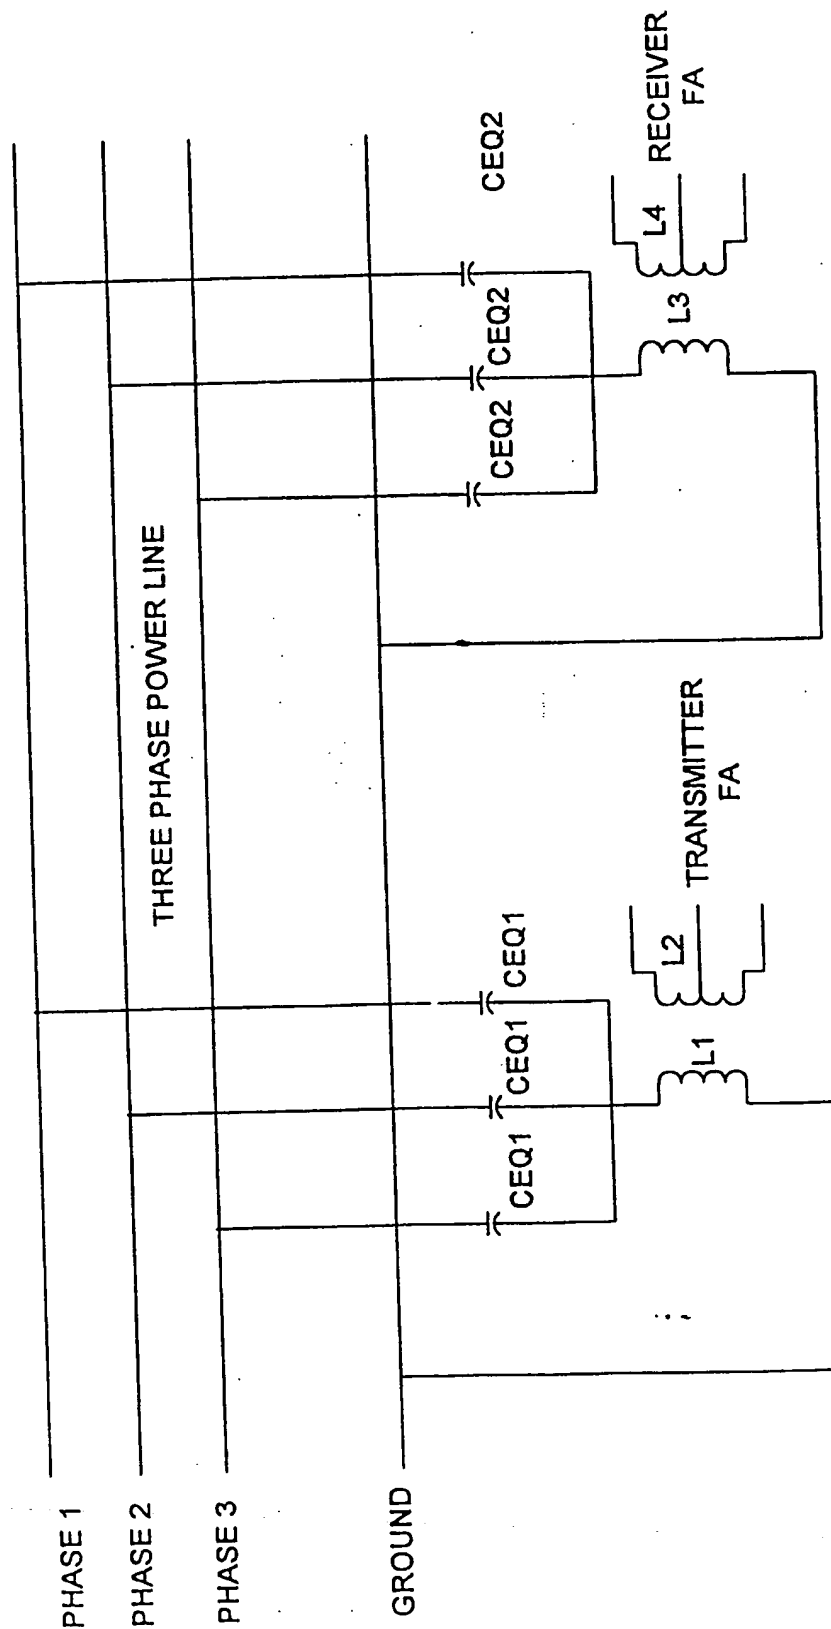 PHASE 1
PHASE 2
PHASE 3
GROUND
THREE PHASE POWER LINE
CEQ1
CEQ1
CEQ1
L1
L2
TRANSMITTER
FA
CEQ2
CEQ2
CEQ2
L3
L4
RECEIVER
FA